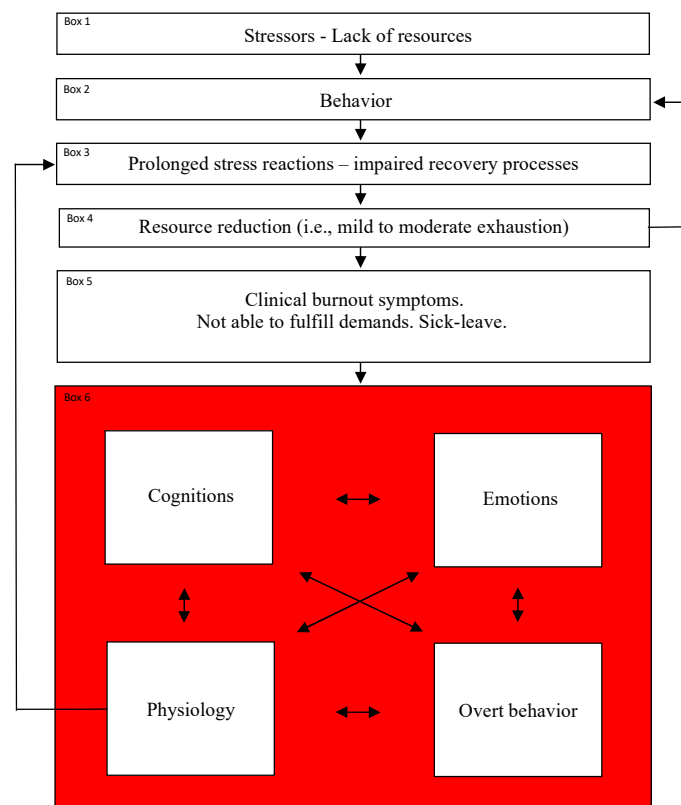 Box 1
Stressors - Lack of resources
Box 2
Behavior
Box 3
Prolonged stress reactions – impaired recovery processes
Box 4
Resource reduction (i.e., mild to moderate exhaustion)
Box 5
Clinical burnout symptoms.
Not able to fulfill demands. Sick-leave.
Box 6
Cognitions
Emotions
Physiology
Overt behavior